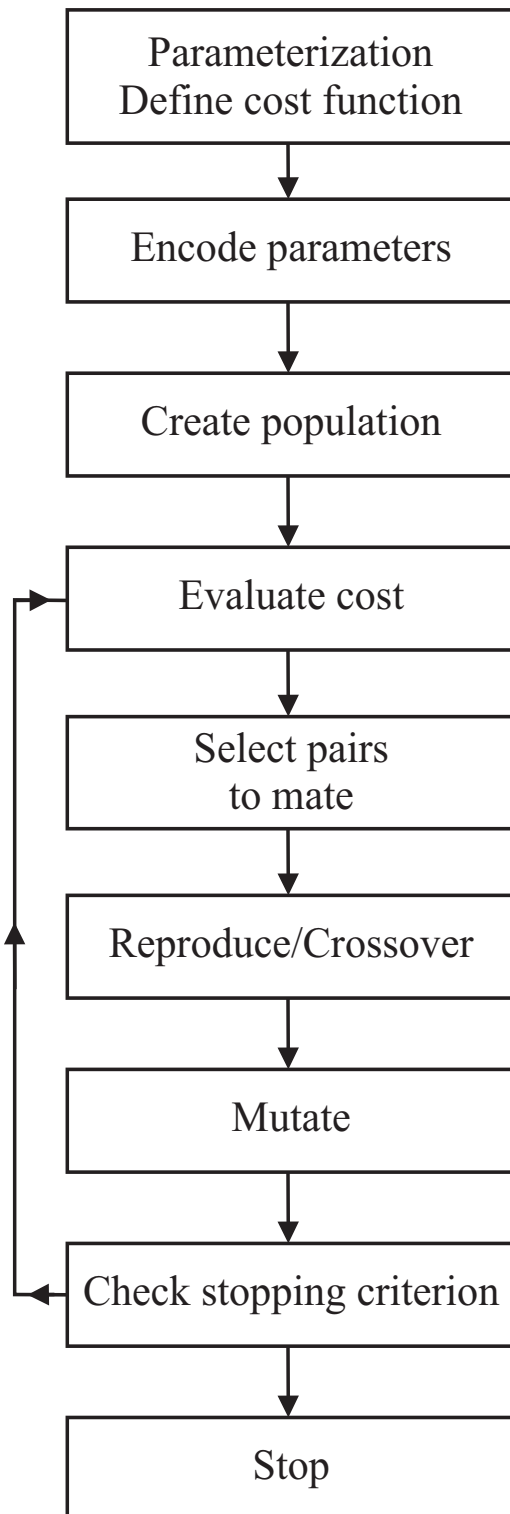 Parameterization
Define cost function
Encode parameters
Create population
Evaluate cost
Select pairs
to mate
Reproduce/Crossover
Mutate
Check stopping criterion
Stop